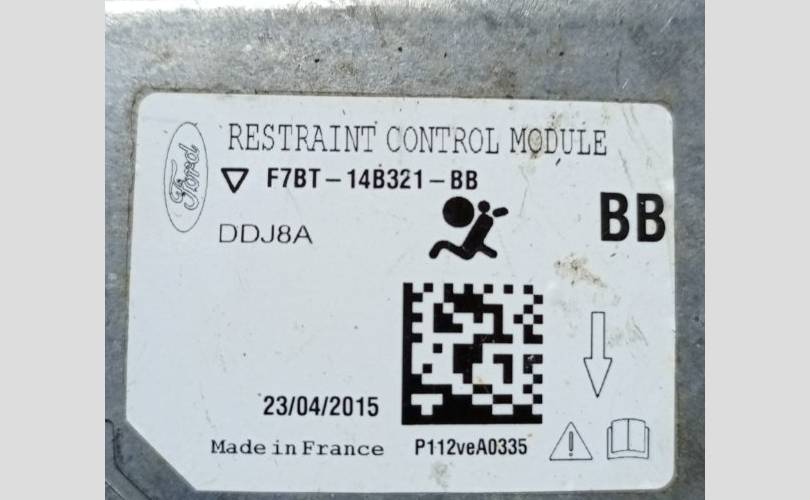 RESTRAINT CONTROL MODULE
Ford
F7BT-14B321-BB
BB
DDJ8A
23/04/2015
Made in France
P112veA0335